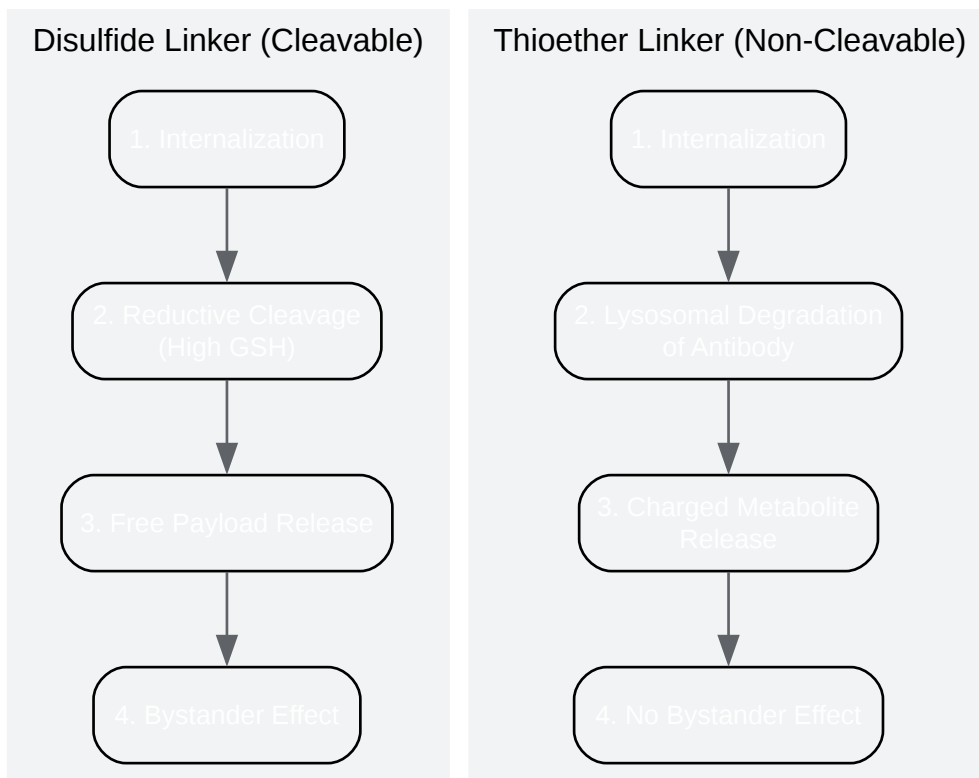 Disulfide Linker (Cleavable)
1. Internalization
2. Reductive Cleavage
(High GSH)
3. Free Payload Release
4. Bystander Effect
Thioether Linker (Non-Cleavable)
1. Internalization
2. Lysosomal Degradation
of Antibody
3. Charged Metabolite
Release
4. No Bystander Effect